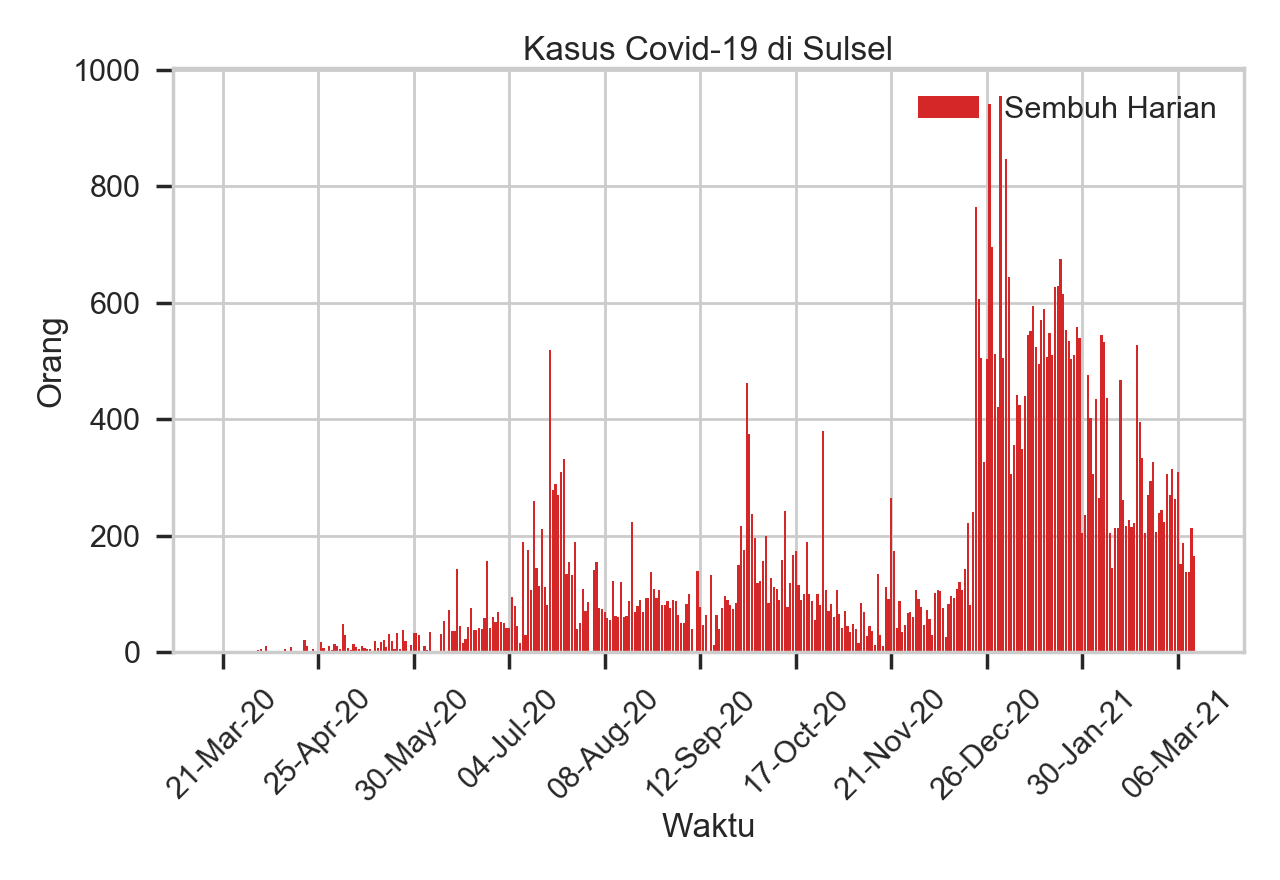 Kasus Covid-19 di Sulsel
Sembuh Harian
Orang
1000
800
600
400
200
0
21-Mar-20
25-Apr-20
30-May-20
04-Jul-20
08-Aug-20
12-Sep-20
17-Oct-20
21-Nov-20
26-Dec-20
30-Jan-21
06-Mar-21
Waktu